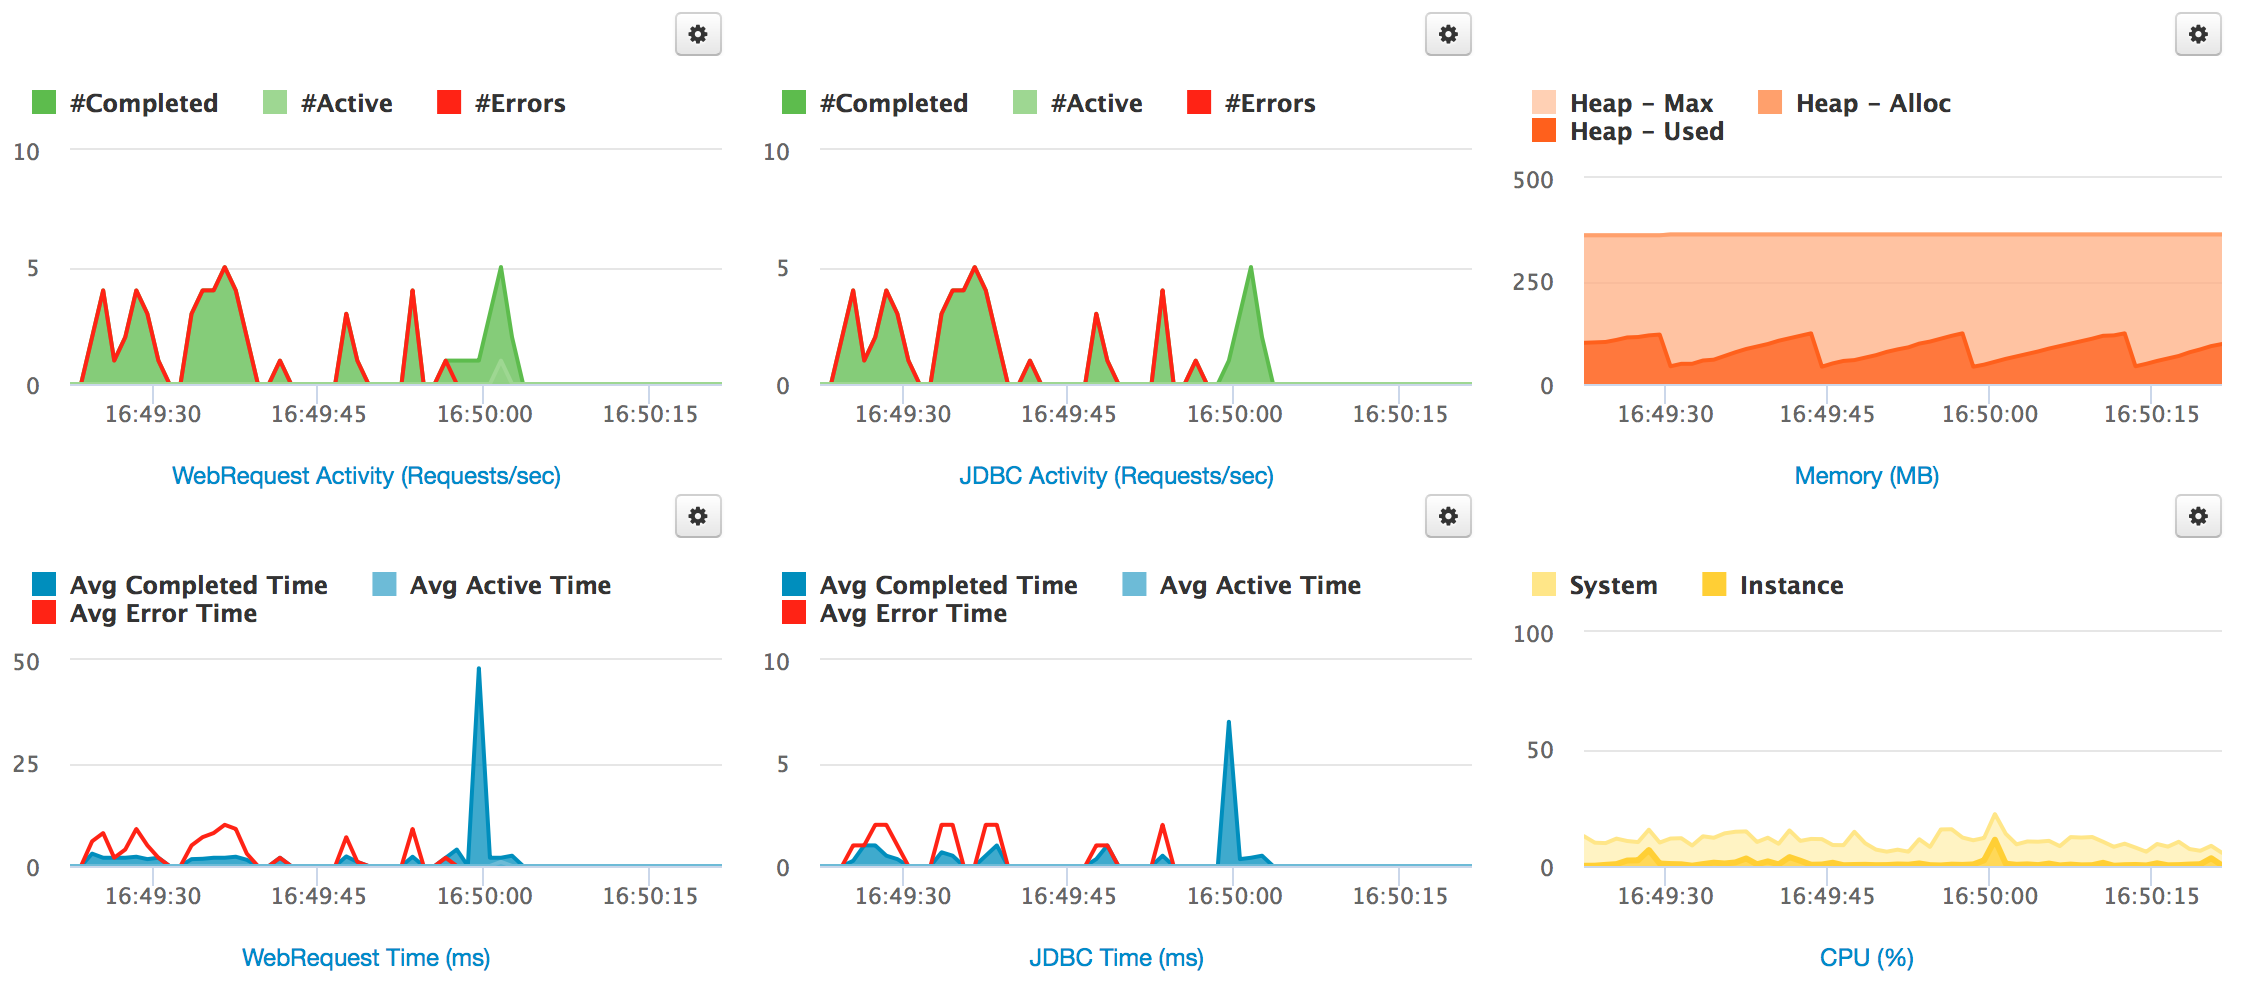 #Completed #Active #Errors
10
5
0
16:49:30 16:49:45 16:50:00 16:50:15
WebRequest Activity (Requests/sec)
#Completed #Active #Errors
10
5
0
16:49:30 16:49:45 16:50:00 16:50:15
JDBC Activity (Requests/sec)
Heap - Max Heap - Alloc
Heap - Used
500
250
0
16:49:30 16:49:45 16:50:00 16:50:15
Memory (MB)
Avg Completed Time Avg Active Time
Avg Error Time
50
25
0
16:49:30 16:49:45 16:50:00 16:50:15
WebRequest Time (ms)
Avg Completed Time Avg Active Time
Avg Error Time
10
5
0
16:49:30 16:49:45 16:50:00 16:50:15
JDBC Time (ms)
System Instance
100
50
0
16:49:30 16:49:45 16:50:00 16:50:15
CPU (%)